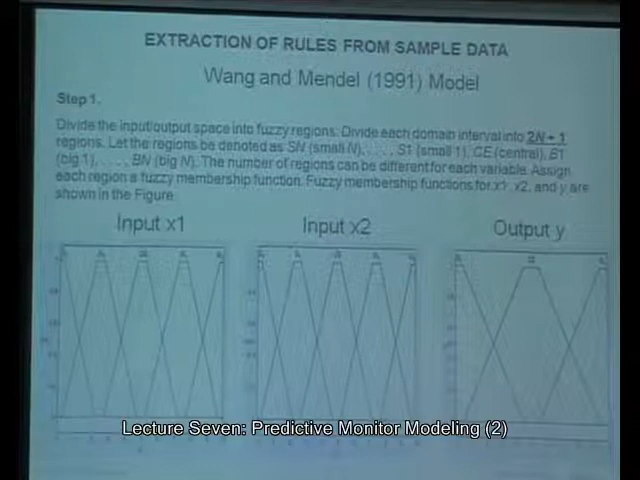 EXTRACTION OF RULES FROM SAMPLE DATA
Wang and Mendel (1991) Model
Step 1.
Divide the input/output space into fuzzy regions. Divide each domain interval into 2N + 1
regions. Let the regions be denoted as SN (small N), . . . , S1 (small 1), CE (central), B1
(big 1), . . . , BN (big N). The number of regions can be different for each variable. Assign
each region a fuzzy membership function. Fuzzy membership functions for x1, x2, and y are
shown in the Figure.
Input x1
Input x2
Output y
Lecture Seven: Predictive Monitor Modeling (2)